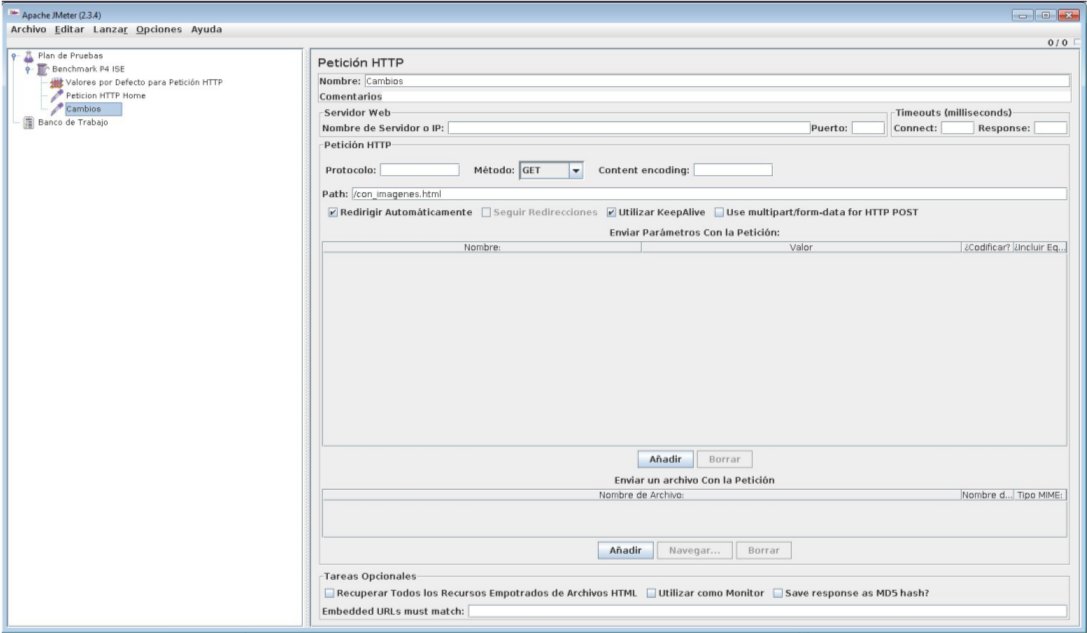 Apache JMeter (2.3.4)
Archivo Editar Lanzar Opciones Ayuda
0 / 0
Plan de Pruebas
Benchmark P4 ISE
Valores por Defecto para Petición HTTP
Peticion HTTP Home
Cambios
Banco de Trabajo
Petición HTTP
Nombre: Cambios
Comentarios
Servidor Web
Nombre de Servidor o IP:
Puerto:
Timeouts (milliseconds)
Connect:
Response:
Petición HTTP
Protocolo:
Método: GET
Content encoding:
Path: /con_imagenes.html
Redirigir Automáticamente
Seguir Redirecciones
Utilizar KeepAlive
Use multipart/form-data for HTTP POST
Enviar Parámetros Con la Petición:
Nombre:
Valor
¿Codificar?
¿Incluir Eq...
Añadir
Borrar
Enviar un archivo Con la Petición
Nombre de Archivo:
Nombre d...
Tipo MIME:
Añadir
Navegar...
Borrar
Tareas Opcionales
Recuperar Todos los Recursos Empotrados de Archivos HTML
Utilizar como Monitor
Save response as MD5 hash?
Embedded URLs must match: